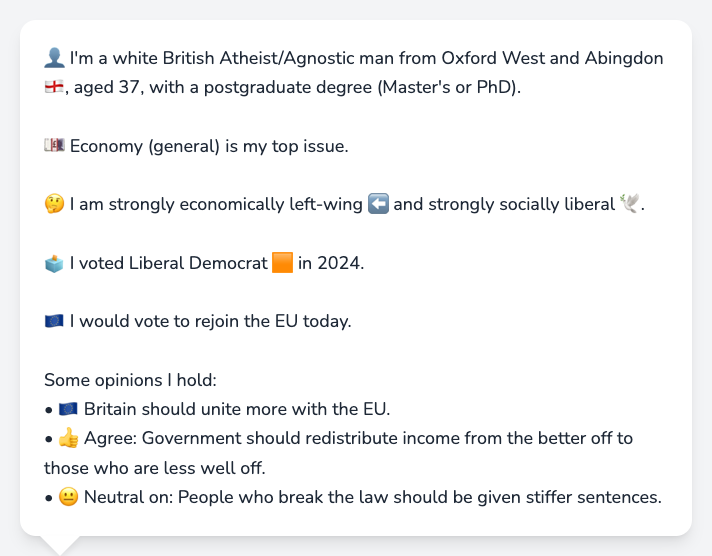 👤 I'm a white British Atheist/Agnostic man from Oxford West and Abingdon
🏴󠁧󠁢󠁥󠁮󠁧󠁿, aged 37, with a postgraduate degree (Master's or PhD).
💷 Economy (general) is my top issue.
🤔 I am strongly economically left-wing ⬅️ and strongly socially liberal 🕊️.
🗳️ I voted Liberal Democrat 🟧 in 2024.
🇪🇺 I would vote to rejoin the EU today.
Some opinions I hold:
• 🇪🇺 Britain should unite more with the EU.
• 👍 Agree: Government should redistribute income from the better off to
those who are less well off.
• 😐 Neutral on: People who break the law should be given stiffer sentences.